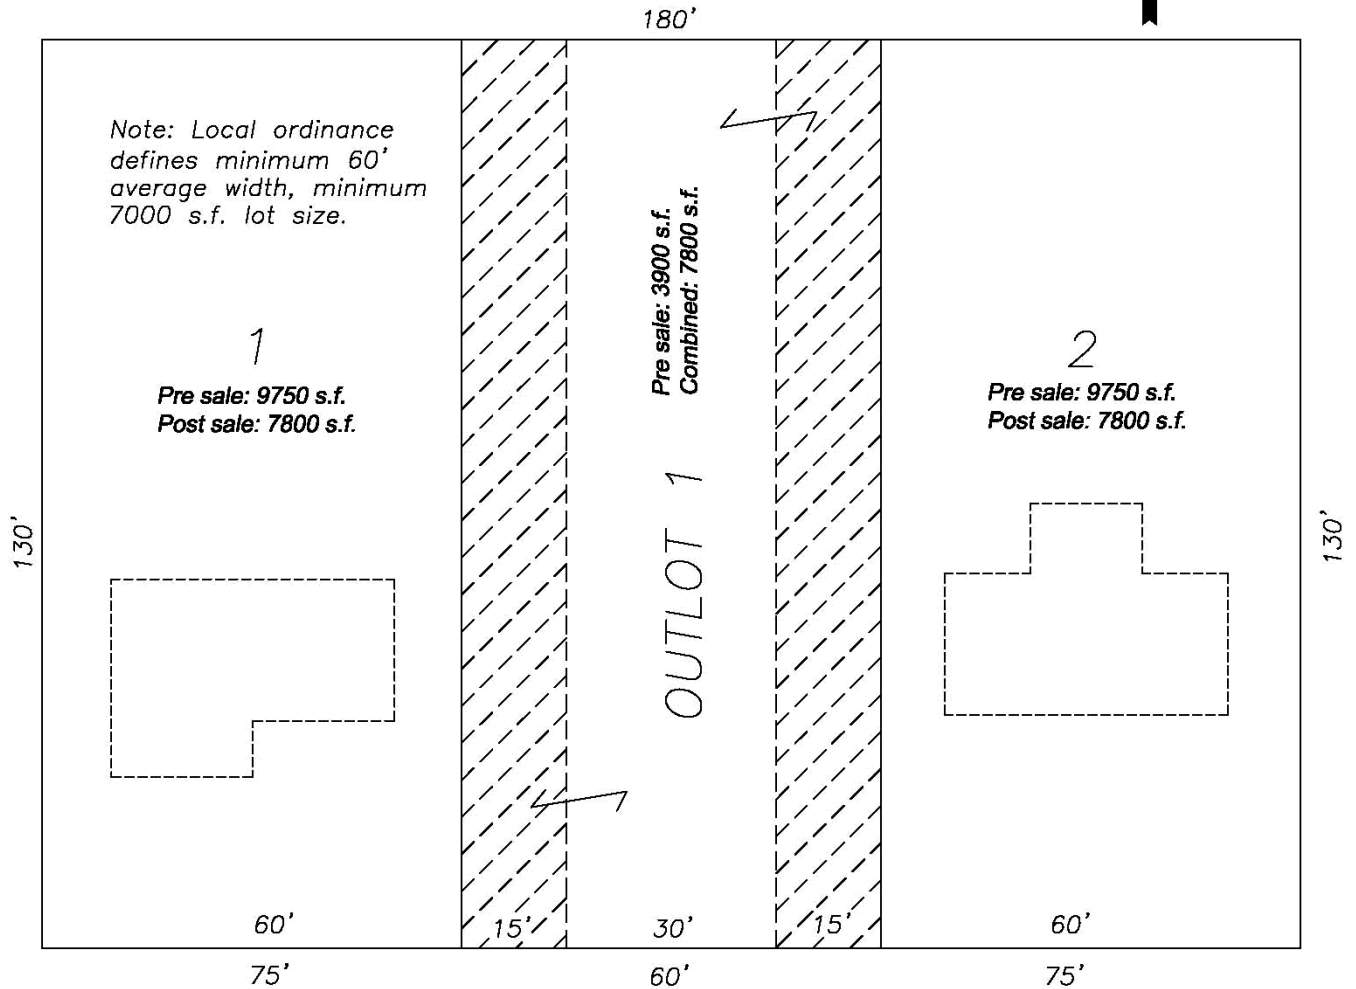 180'
Note: Local ordinance
defines minimum 60'
average width, minimum
7000 s.f. lot size.
1
Pre sale: 9750 s.f.
Post sale: 7800 s.f.
Pre sale: 3900 s.f.
Combined: 7800 s.f.
OUTLOT 1
2
Pre sale: 9750 s.f.
Post sale: 7800 s.f.
130'
130'
60'
15'
30'
15'
60'
75'
60'
75'